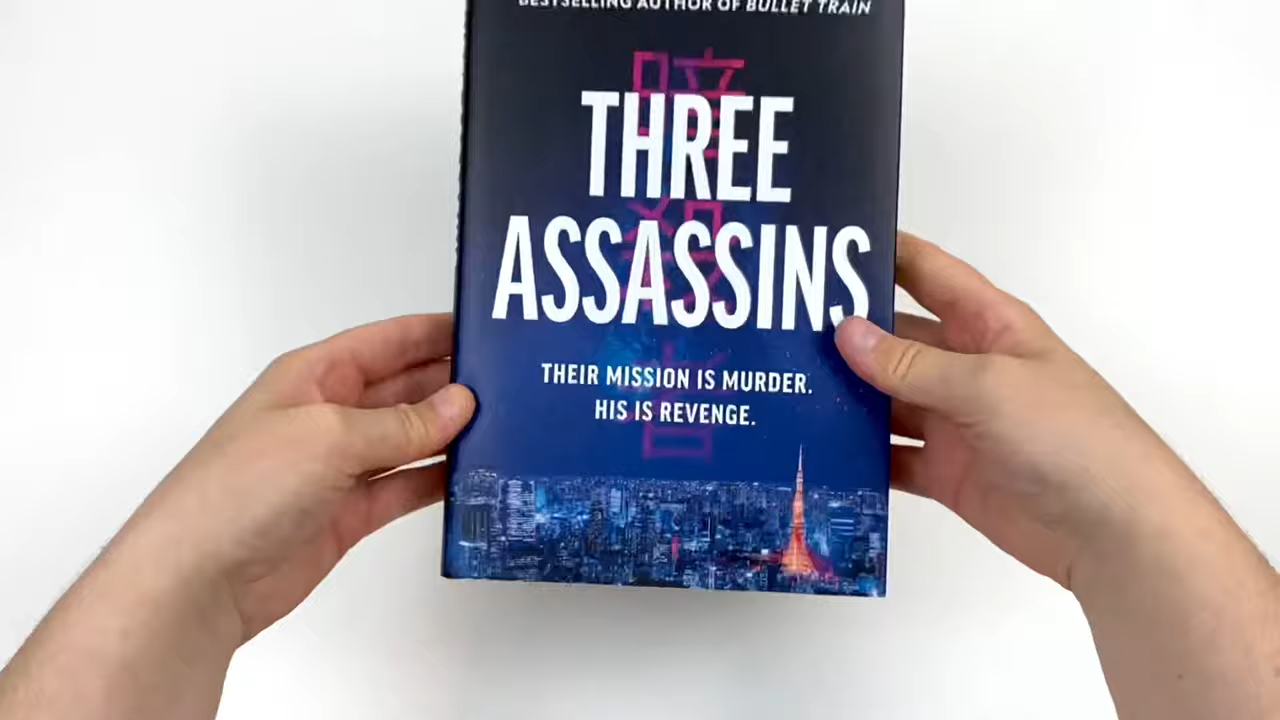 BESTSELLING AUTHOR OF BULLET TRAIN
THREE
ASSASSINS
THEIR MISSION IS MURDER.
HIS IS REVENGE.